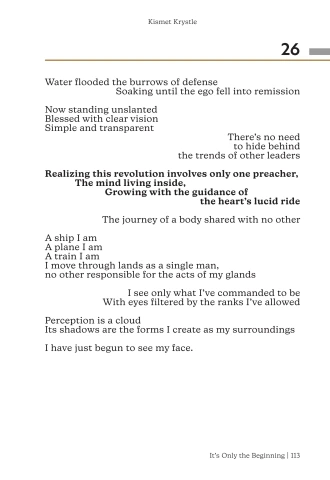 Kismet Krystle
26
Water flooded the burrows of defense
Soaking until the ego fell into remission
Now standing unslanted
Blessed with clear vision
Simple and transparent
There's no need
to hide behind
the trends of other leaders
Realizing this revolution involves only one preacher,
The mind living inside,
Growing with the guidance of
the heart's lucid ride
The journey of a body shared with no other
A ship I am
A plane I am
A train I am
I move through lands as a single man,
no other responsible for the acts of my glands
I see only what I've commanded to be
With eyes filtered by the ranks I've allowed
Perception is a cloud
Its shadows are the forms I create as my surroundings
I have just begun to see my face.
It's Only the Beginning | 113